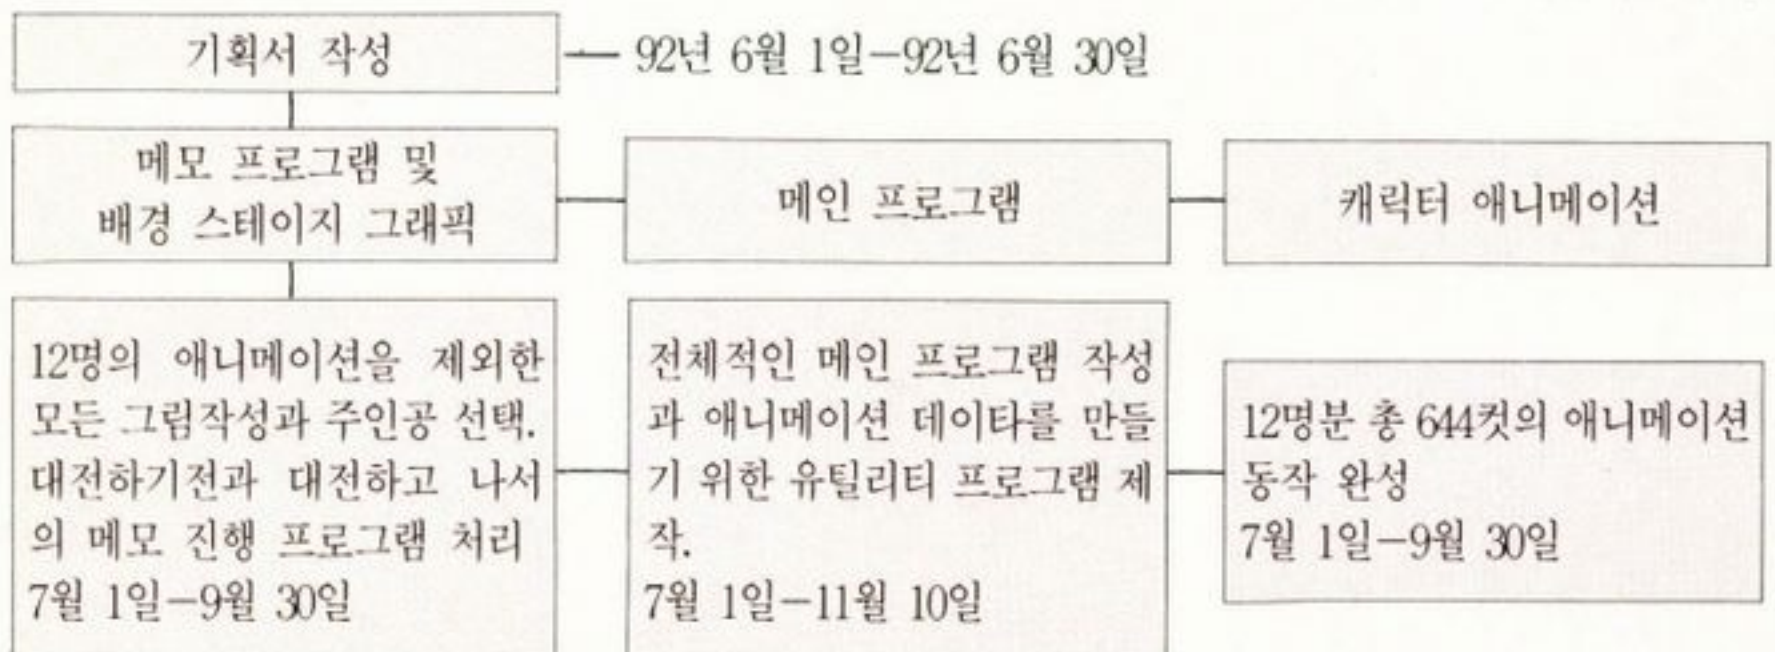 기획서 작성
92년 6월 1일-92년 6월 30일
메모 프로그램 및
배경 스테이지 그래픽
메인 프로그램
캐릭터 애니메이션
12명의 애니메이션을 제외한
모든 그림작성과 주인공 선택.
대전하기전과 대전하고 나서
의 메모 진행 프로그램 처리
7월 1일-9월 30일
전체적인 메인 프로그램 작성
과 애니메이션 데이타를 만들
기 위한 유틸리티 프로그램 제
작.
7월 1일-11월 10일
12명분 총 644컷의 애니메이션
동작 완성
7월 1일-9월 30일